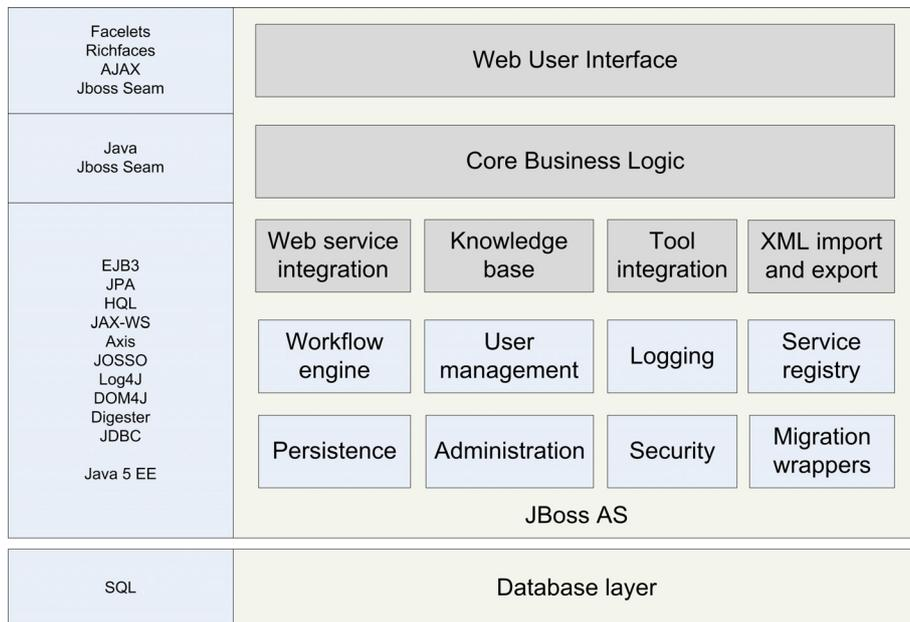 Facelets
Richfaces
AJAX
Jboss Seam
Web User Interface
Java
Jboss Seam
Core Business Logic
EJB3
JPA
HQL
JAX-WS
Axis
JOSSO
Log4J
DOM4J
Digester
JDBC
Java 5 EE
Web service
integration
Knowledge
base
Tool
integration
XML import
and export
Workflow
engine
User
management
Logging
Service
registry
Persistence
Administration
Security
Migration
wrappers
JBoss AS
SQL
Database layer